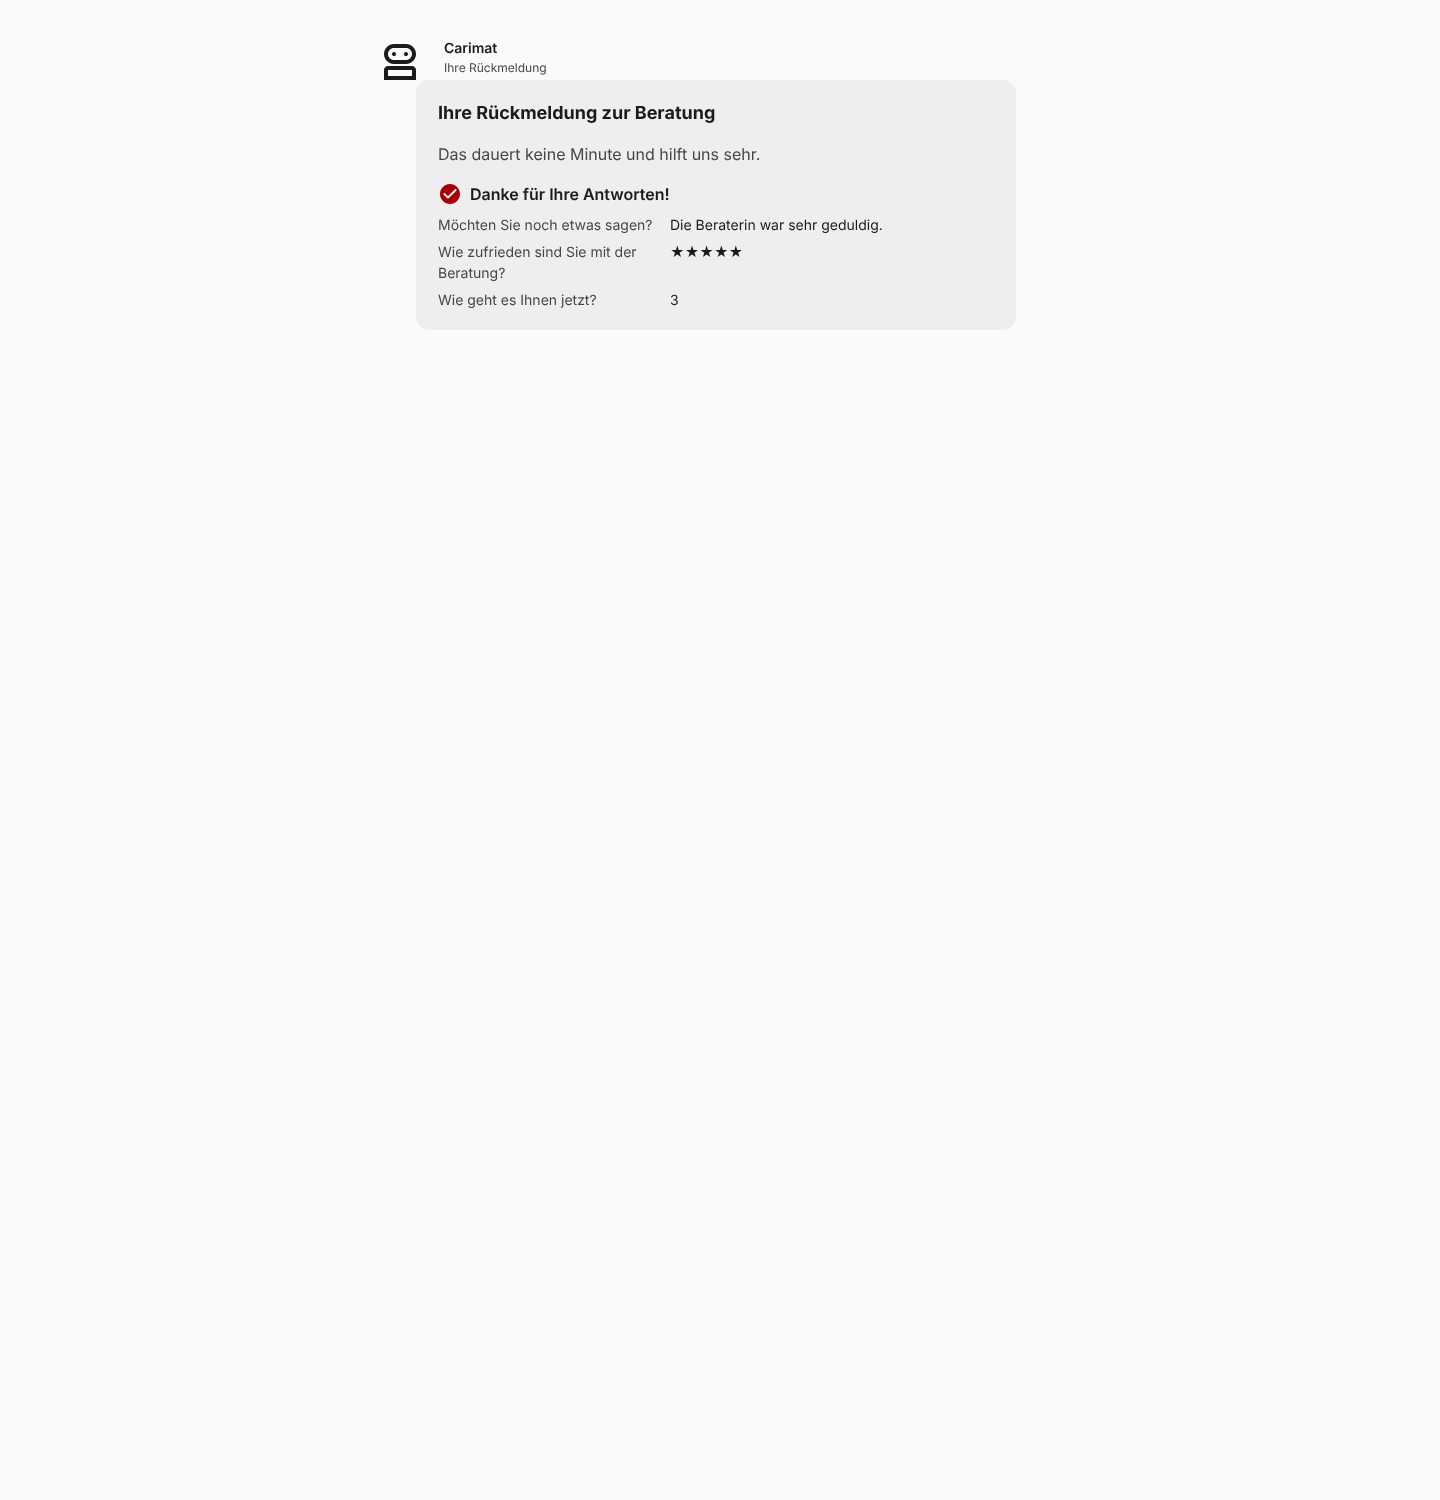 Carimat
Ihre Rückmeldung
Ihre Rückmeldung zur Beratung
Das dauert keine Minute und hilft uns sehr.
Danke für Ihre Antworten!
Möchten Sie noch etwas sagen? Die Beraterin war sehr geduldig.
Wie zufrieden sind Sie mit der ★★★★★
Beratung?
Wie geht es Ihnen jetzt? 3